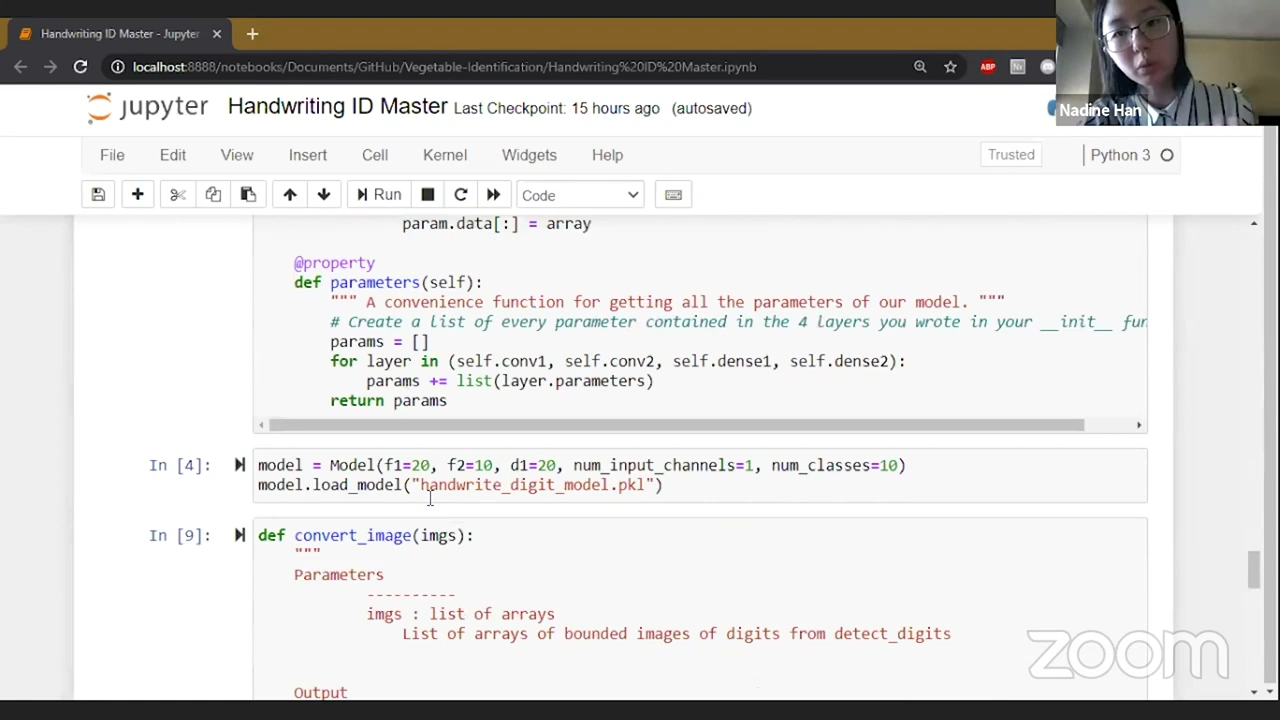 Handwriting ID Master - Jupyter
localhost:8888/notebooks/Documents/GitHub/Vegetable-Identification/Handwriting%20ID%20Master.ipynb
ABP
Nadine Han
jupyter Handwriting ID Master Last Checkpoint: 15 hours ago (autosaved)
File Edit View Insert Cell Kernel Widgets Help Trusted Python 3
Run Code
param.data[:] = array
@property
def parameters(self):
""" A convenience function for getting all the parameters of our model. """
# Create a list of every parameter contained in the 4 layers you wrote in your __init__ fun
params = []
for layer in (self.conv1, self.conv2, self.dense1, self.dense2):
params += list(layer.parameters)
return params
In [4]: model = Model(f1=20, f2=10, d1=20, num_input_channels=1, num_classes=10)
model.load_model("handwrite_digit_model.pkl")
In [9]: def convert_image(imgs):
"""
Parameters
----------
imgs : list of arrays
List of arrays of bounded images of digits from detect_digits
Output
zoom